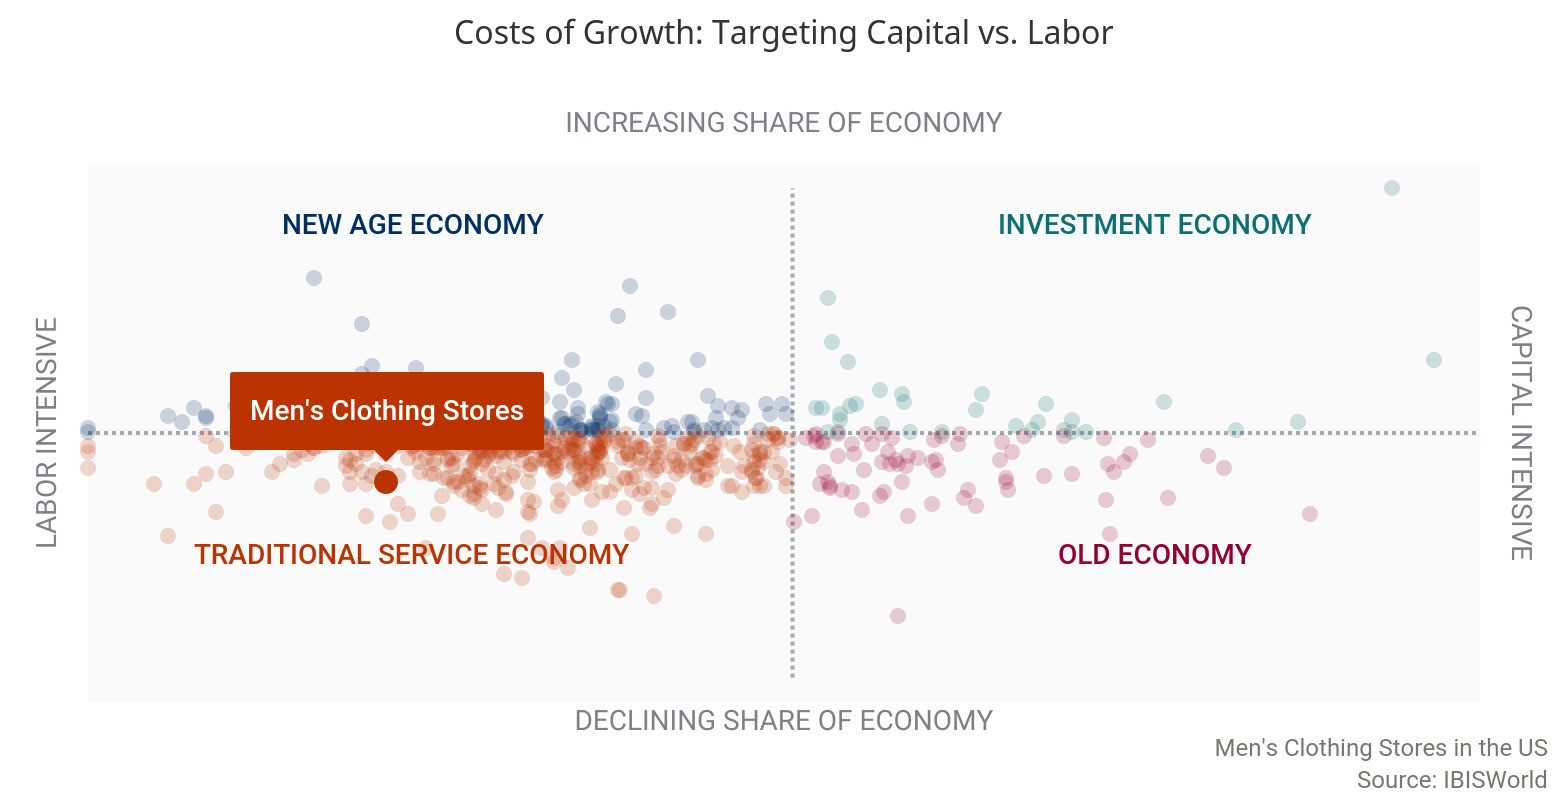 Costs of Growth: Targeting Capital vs. Labor
INCREASING SHARE OF ECONOMY
NEW AGE ECONOMY
INVESTMENT ECONOMY
LABOR INTENSIVE
CAPITAL INTENSIVE
Men's Clothing Stores
TRADITIONAL SERVICE ECONOMY
OLD ECONOMY
DECLINING SHARE OF ECONOMY
Men's Clothing Stores in the US
Source: IBISWorld